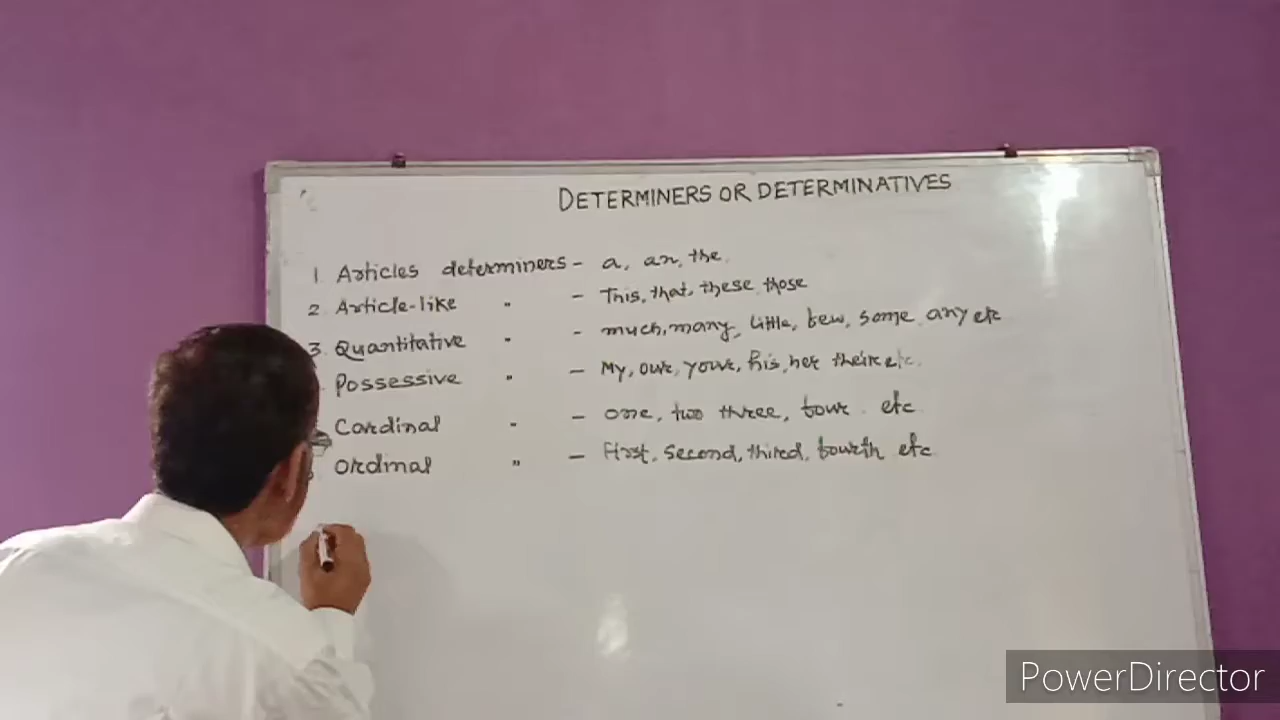 DETERMINERS OR DETERMINATIVES
1. Articles determiners - a, an, the.
2. Article-like " - This, that, these, those
3. Quantitative " - much, many, little, few, some, any etc
Possessive " - My, our, your, his, her their etc.
Cardinal " - one, two three, four etc
Ordinal " - First, second, third, fourth etc
PowerDirector